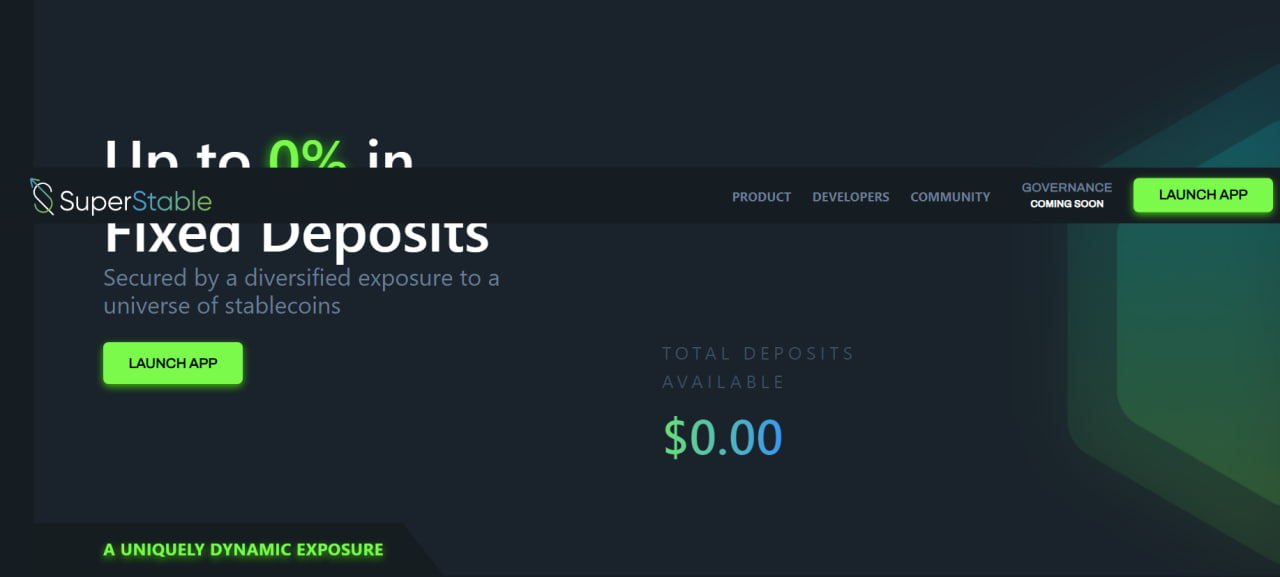 Up to 0% in
SuperStable
PRODUCT
DEVELOPERS
COMMUNITY
GOVERNANCE
COMING SOON
LAUNCH APP
Fixed Deposits
Secured by a diversified exposure to a
universe of stablecoins
LAUNCH APP
TOTAL DEPOSITS
AVAILABLE
$0.00
A UNIQUELY DYNAMIC EXPOSURE